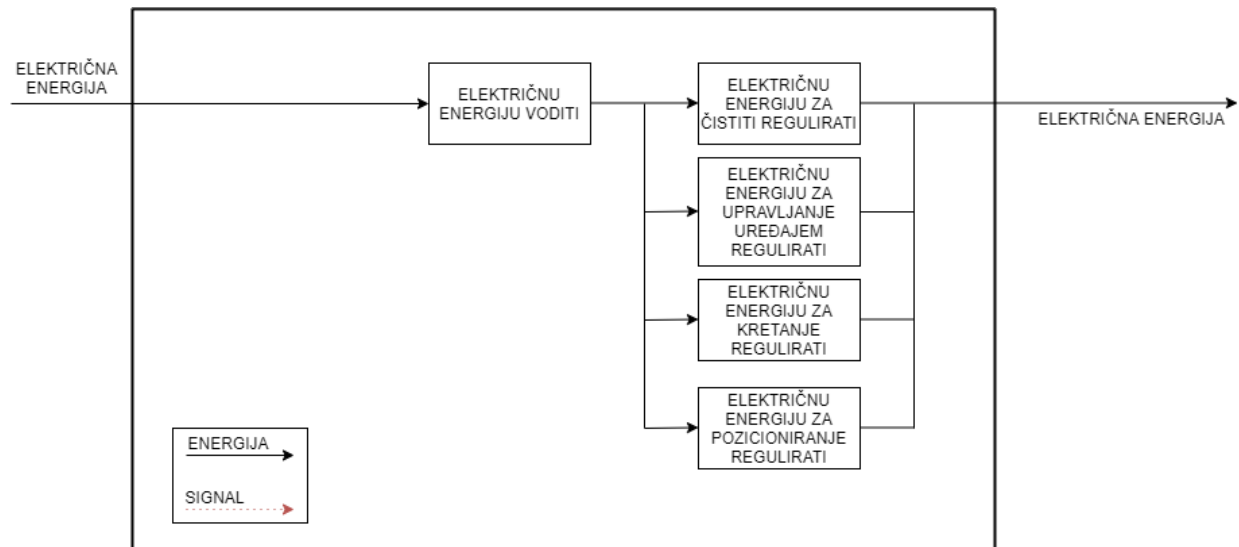 ELEKTRIČNA
ENERGIJA
ELEKTRIČNU
ENERGIJU VODITI
ELEKTRIČNU
ENERGIJU ZA
ČISTITI REGULIRATI
ELEKTRIČNA ENERGIJA
ELEKTRIČNU
ENERGIJU ZA
UPRAVLJANJE
UREĐAJEM
REGULIRATI
ELEKTRIČNU
ENERGIJU ZA
KRETANJE
REGULIRATI
ELEKTRIČNU
ENERGIJU ZA
POZICIONIRANJE
REGULIRATI
ENERGIJA
SIGNAL